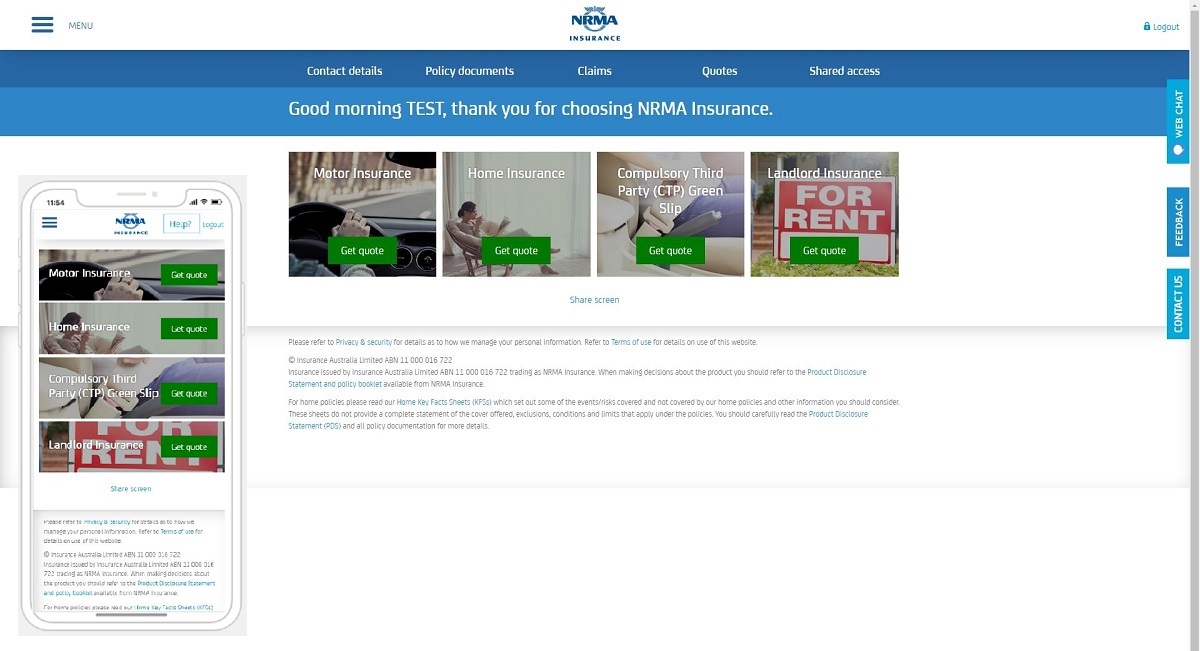 MENU
NRMA
INSURANCE
Logout
Contact details
Policy documents
Claims
Quotes
Shared access
Good morning TEST, thank you for choosing NRMA Insurance.
WEB CHAT
FEEDBACK
CONTACT US
Motor Insurance
Get quote
Home Insurance
Get quote
Compulsory Third
Party (CTP) Green
Slip
Get quote
Landlord Insurance
FOR
RENT
Get quote
Share screen
Please refer to Privacy & security for details as to how we manage your personal information. Refer to Terms of use for details on use of this website.
© Insurance Australia Limited ABN 11 000 016 722
Insurance issued by Insurance Australia Limited ABN 11 000 016 722 trading as NRMA Insurance. When making decisions about the product you should refer to the Product Disclosure
Statement and policy booklet available from NRMA Insurance.
For home policies please read our Home Key Facts Sheets (KFSs) which set out some of the events/risks covered and not covered by our home policies and other information you should consider.
These sheets do not provide a complete statement of the cover offered, exclusions, conditions and limits that apply under the policies. You should carefully read the Product Disclosure
Statement (PDS) and all policy documentation for more details.
11:54
NRMA
INSURANCE
Help?
Logout
Motor Insurance
Get quote
Home Insurance
Get quote
Compulsory Third
Party (CTP) Green Slip
Get quote
FOR
RENT
Landlord Insurance
Get quote
Share screen
Please refer to Privacy & security for details as to how we
manage your personal information. Refer to Terms of use for
details on use of this website.
© Insurance Australia Limited ABN 11 000 016 722
Insurance issued by Insurance Australia Limited ABN 11 000 016
722 trading as NRMA Insurance. When making decisions about
the product you should refer to the Product Disclosure Statement
and policy booklet available from NRMA Insurance.
For home policies please read our Home Key Facts Sheets (KFSs)